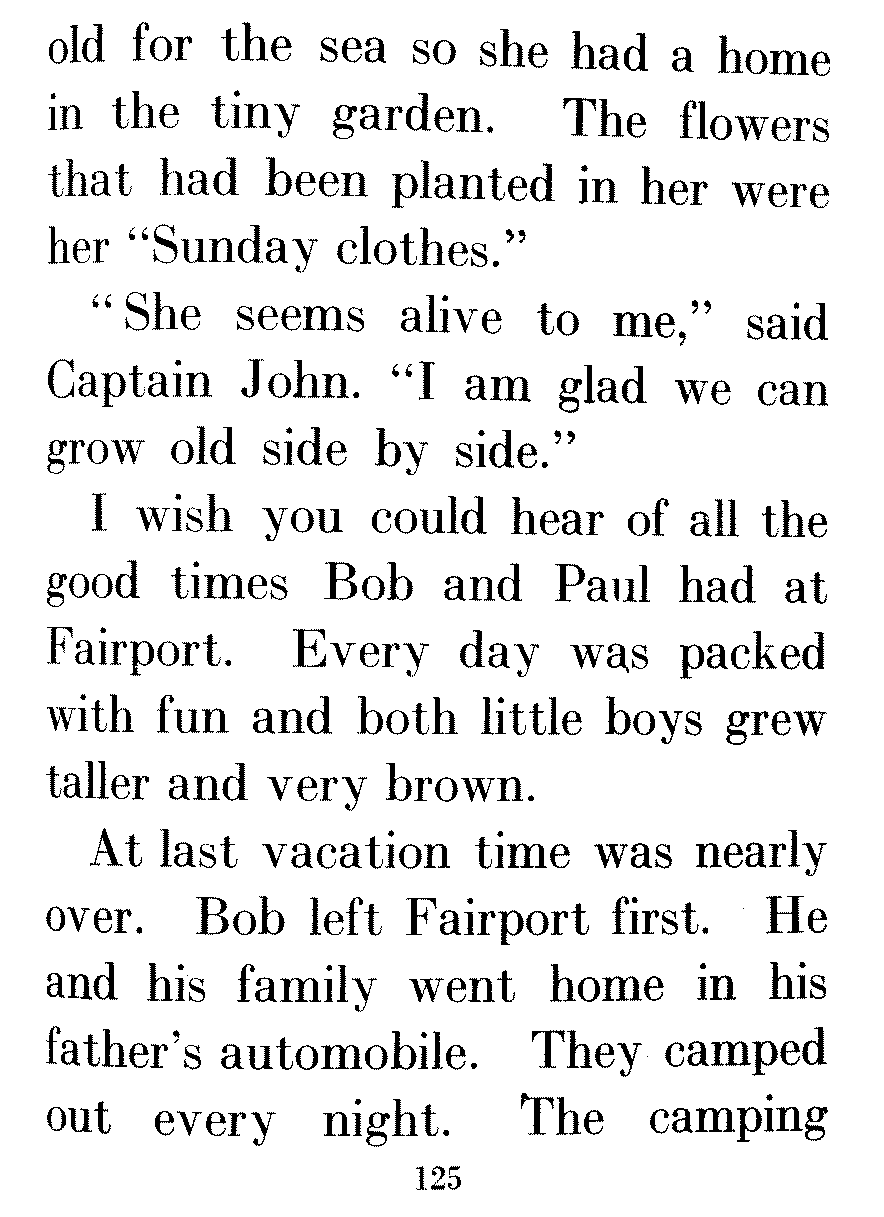 old for the sea so she had a home
in the tiny garden. The flowers
that had been planted in her were
her “Sunday clothes.”
“She seems alive to me,” said
Captain John. “I am glad we can
grow old side by side.”
I wish you could hear of all the
good times Bob and Paul had at
Fairport. Every day was packed
with fun and both little boys grew
taller and very brown.
At last vacation time was nearly
over. Bob left Fairport first. He
and his family went home in his
father’s automobile. They camped
out every night. The camping
125